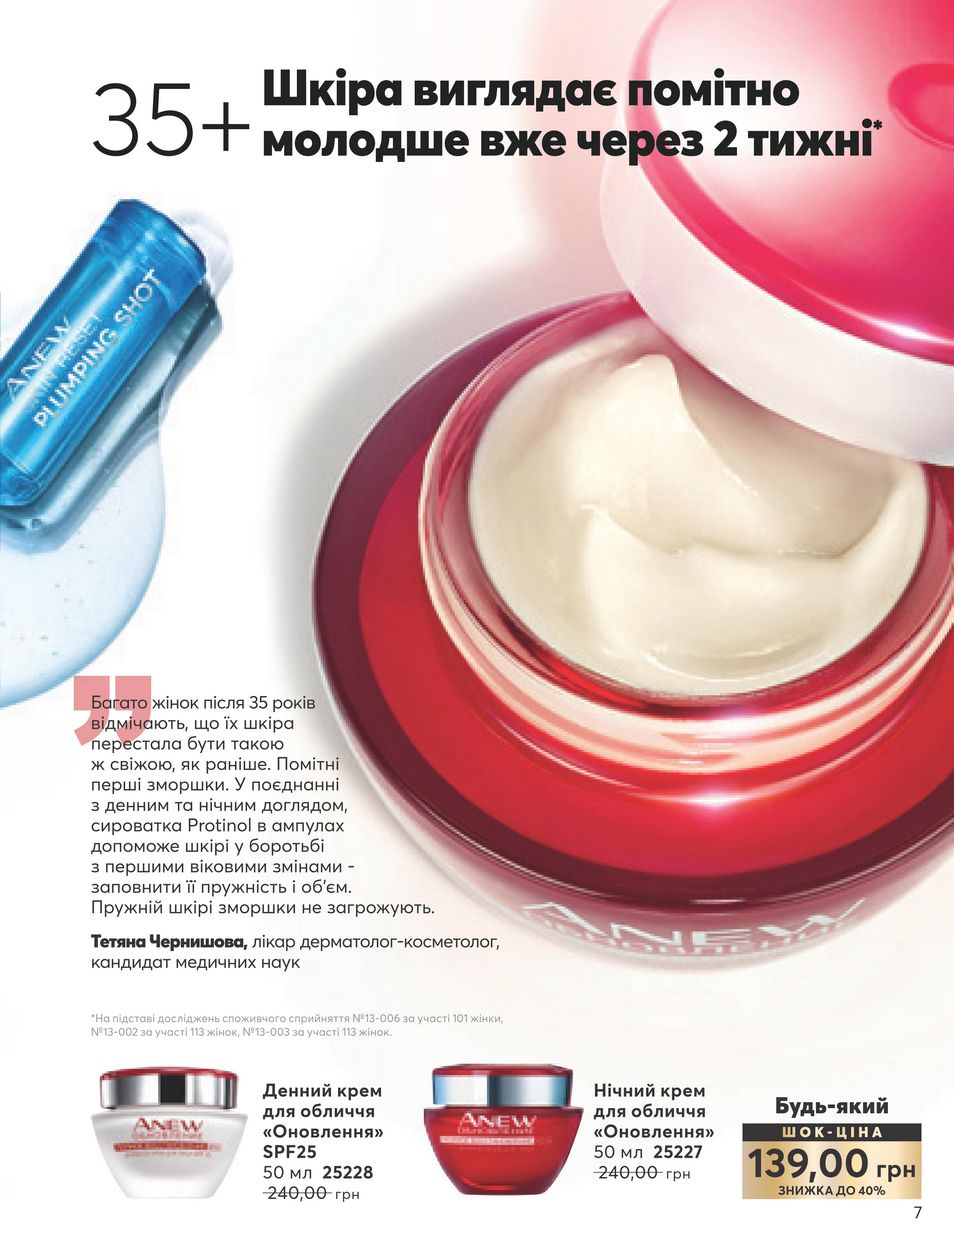 35+
Шкіра виглядає помітно
молодше вже через 2 тижні*
ANEW
SKIN RESET
PLUMPING SHOT
Багато жінок після 35 років
відмічають, що їх шкіра
перестала бути такою
ж свіжою, як раніше. Помітні
перші зморшки. У поєднанні
з денним та нічним доглядом,
сироватка Protinol в ампулах
допоможе шкірі у боротьбі
з першими віковими змінами -
заповнити її пружність і об’єм.
Пружній шкірі зморшки не загрожують.
Тетяна Чернишова, лікар дерматолог-косметолог,
кандидат медичних наук
ANEW
*На підставі досліджень споживчого сприйняття №13-006 за участі 101 жінки,
№13-002 за участі 113 жінок, №13-003 за участі 113 жінок.
ANEW
Денний крем
для обличчя
«Оновлення»
SPF25
50 мл 25228
240,00 грн
ANEW
Нічний крем
для обличчя
«Оновлення»
50 мл 25227
240,00 грн
Будь-який
ШОК-ЦІНА
139,00 грн
ЗНИЖКА ДО 40%
7